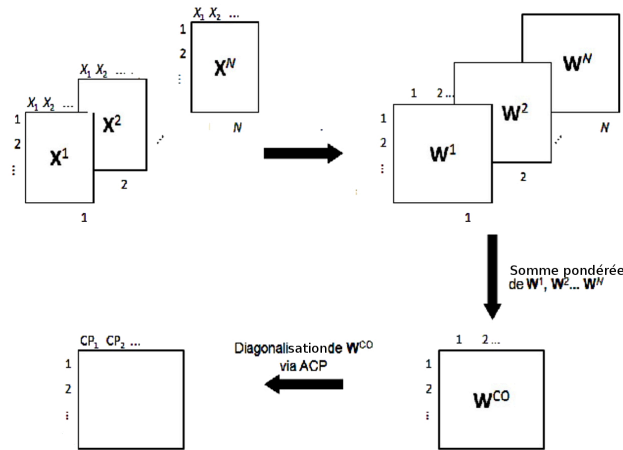 X₁ X₂ ...
1
2
⋮
Xᴺ
N
X₁ X₂ ... .
X²
2
X₁ X₂ ...
1
2
⋮
X¹
1
Wᴺ
N
W²
2
1 2...
1
2
⋮
W¹
1
Somme pondérée
de W¹, W²... Wᴺ
CP₁ CP₂ ...
1
2
⋮
Diagonalisationde Wᶜᴼ
via ACP
1 2...
1
2
⋮
Wᶜᴼ